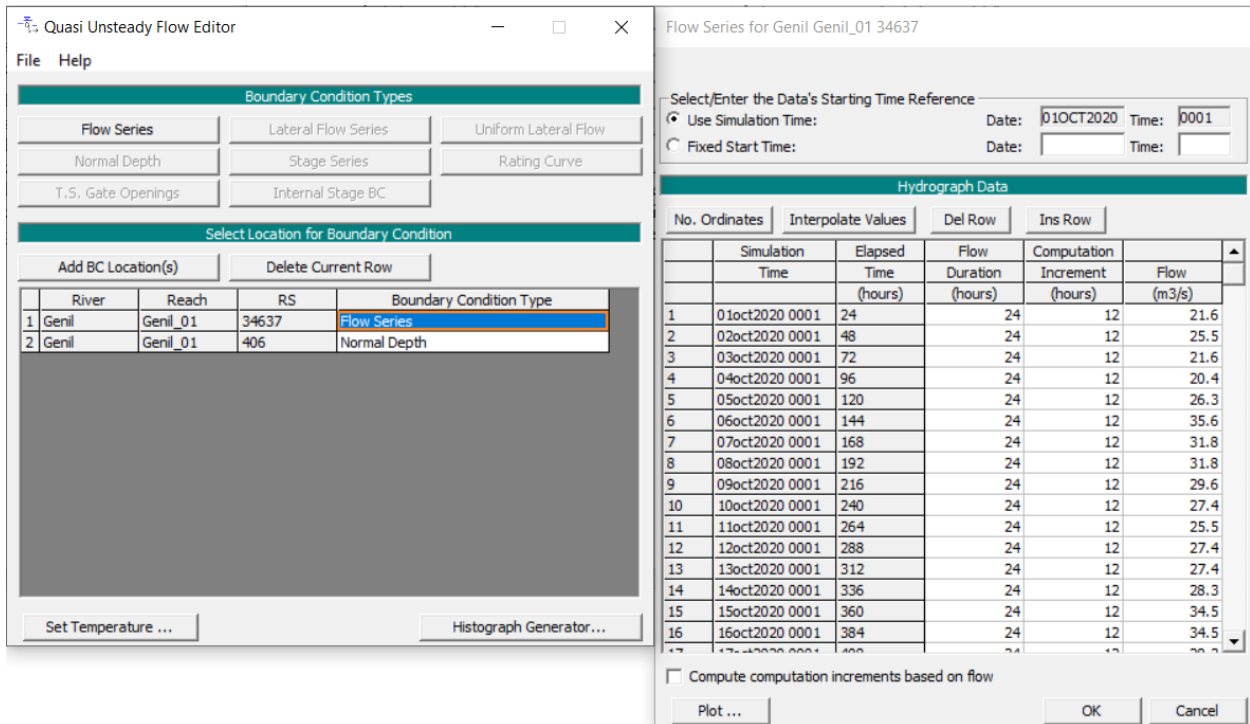 Quasi Unsteady Flow Editor
File Help
Boundary Condition Types
Flow Series Lateral Flow Series Uniform Lateral Flow
Normal Depth Stage Series Rating Curve
T.S. Gate Openings Internal Stage BC
Select Location for Boundary Condition
Add BC Location(s) Delete Current Row
River Reach RS Boundary Condition Type
1 Genil Genil_01 34637 Flow Series
2 Genil Genil_01 406 Normal Depth
Set Temperature ... Histograph Generator...
Flow Series for Genil Genil_01 34637
Select/Enter the Data's Starting Time Reference
Use Simulation Time: Date: 01OCT2020 Time: 0001
Fixed Start Time: Date: Time:
Hydrograph Data
No. Ordinates Interpolate Values Del Row Ins Row
Simulation Elapsed Flow Computation
Time Time Duration Increment Flow
(hours) (hours) (hours) (m3/s)
1 01oct2020 0001 24 24 12 21.6
2 02oct2020 0001 48 24 12 25.5
3 03oct2020 0001 72 24 12 21.6
4 04oct2020 0001 96 24 12 20.4
5 05oct2020 0001 120 24 12 26.3
6 06oct2020 0001 144 24 12 35.6
7 07oct2020 0001 168 24 12 31.8
8 08oct2020 0001 192 24 12 31.8
9 09oct2020 0001 216 24 12 29.6
10 10oct2020 0001 240 24 12 27.4
11 11oct2020 0001 264 24 12 25.5
12 12oct2020 0001 288 24 12 27.4
13 13oct2020 0001 312 24 12 27.4
14 14oct2020 0001 336 24 12 28.3
15 15oct2020 0001 360 24 12 34.5
16 16oct2020 0001 384 24 12 34.5
Compute computation increments based on flow
Plot ... OK Cancel